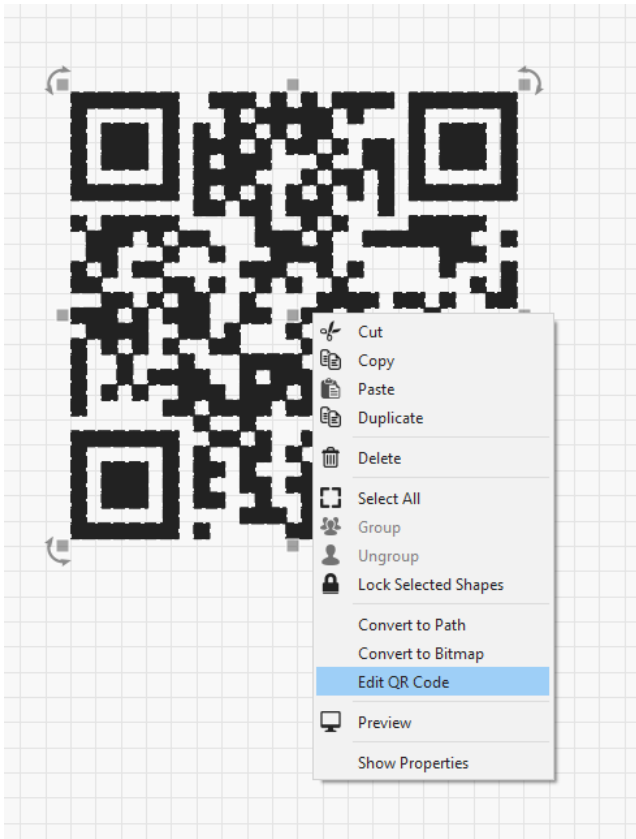 Cut
Copy
Paste
Duplicate
Delete
Select All
Group
Ungroup
Lock Selected Shapes
Convert to Path
Convert to Bitmap
Edit QR Code
Preview
Show Properties